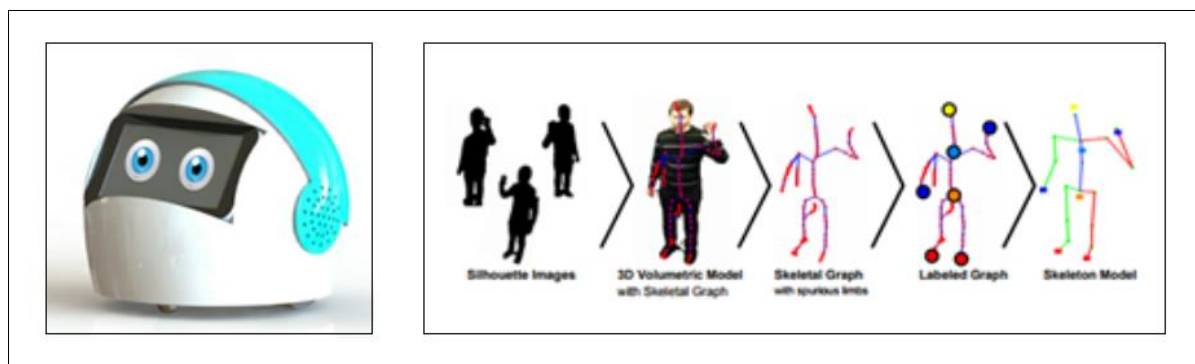 Silhouette Images
3D Volumetric Model
with Skeletal Graph
Skeletal Graph
with spurious limbs
Labeled Graph
Skeleton Model